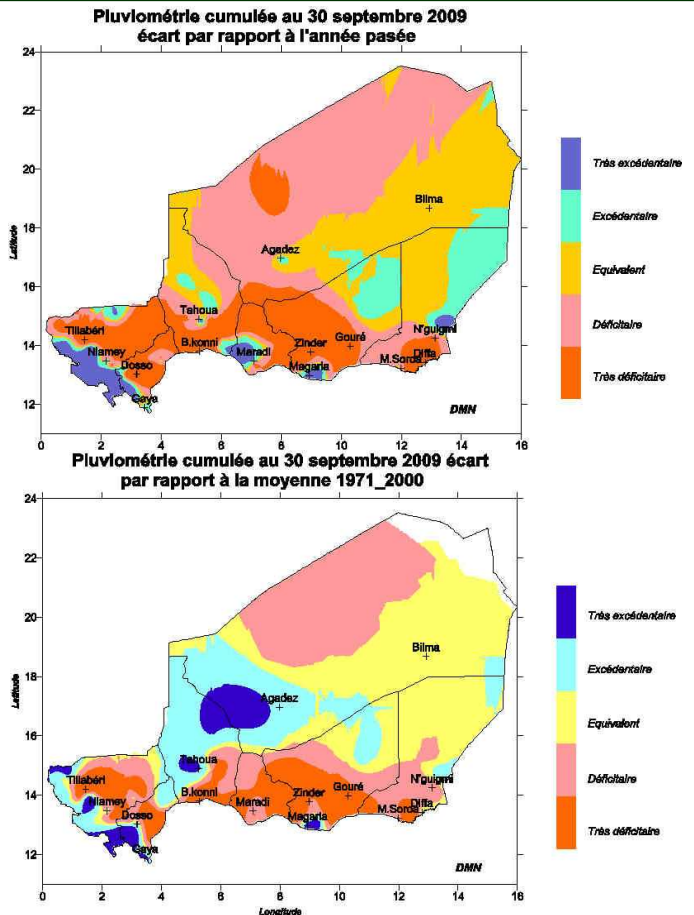 Pluviométrie cumulée au 30 septembre 2009
écart par rapport à l'année pasée
24
22
20
18
16
14
12
Latitude
Bilma
Agadez
Tahoua
Tillabéri
Niamey
Dosso
Gaya
B.konni
Maradi
Zinder
Gouré
Magaria
N'guigmi
Diffa
M.Soroa
DMN
0 2 4 6 8 10 12 14 16
Très excédentaire
Excédentaire
Equivalent
Déficitaire
Très déficitaire
Pluviométrie cumulée au 30 septembre 2009 écart
par rapport à la moyenne 1971_2000
24
22
20
18
16
14
12
Latitude
Bilma
Agadez
Tahoua
Tillabéri
Niamey
Dosso
Gaya
B.konni
Maradi
Zinder
Gouré
Magaria
N'guigmi
Diffa
M.Soroa
DMN
0 2 4 6 8 10 12 14 16
Longitude
Très excédentaire
Excédentaire
Equivalent
Déficitaire
Très déficitaire